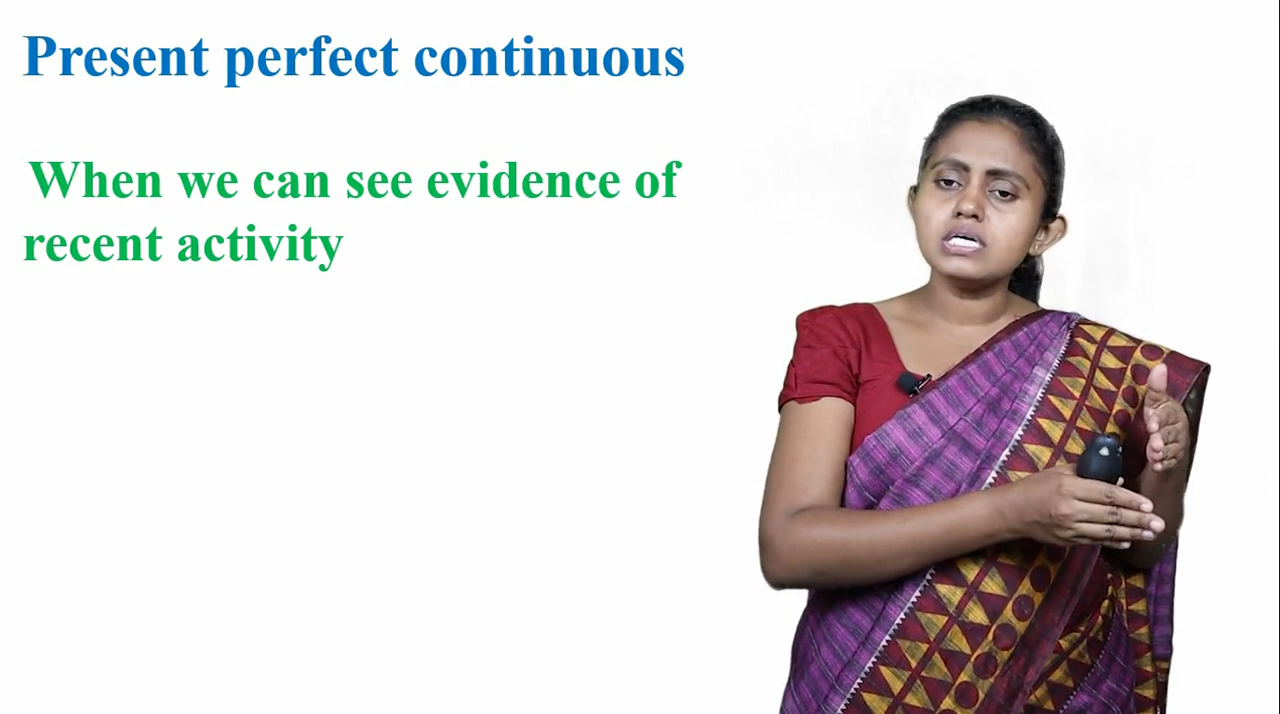 Present perfect continuous
When we can see evidence of
recent activity